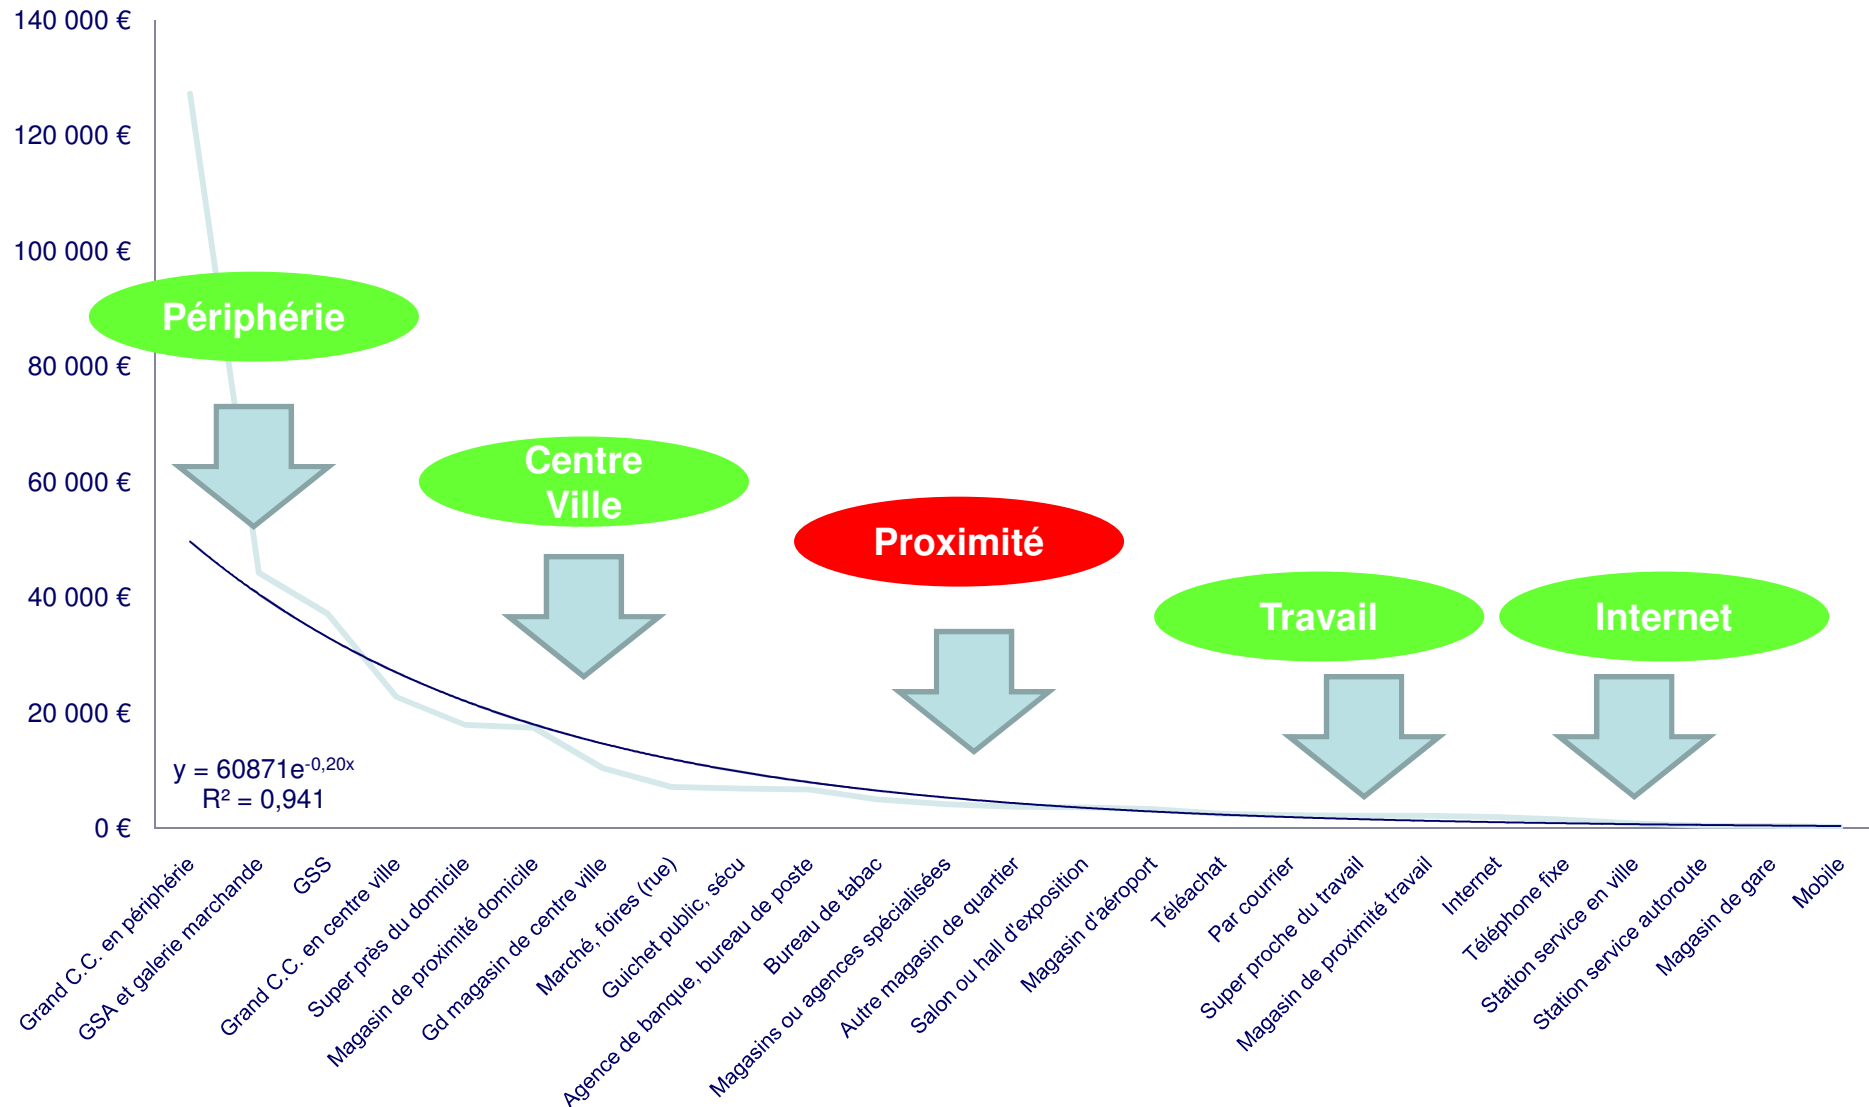 140 000 €
120 000 €
100 000 €
80 000 €
60 000 €
40 000 €
20 000 €
0 €
Périphérie
Centre
Ville
Proximité
Travail
Internet
y = 60871e-0,20x
R² = 0,941
Grand C.C. en périphérie
GSA et galerie marchande
GSS
Grand C.C. en centre ville
Super près du domicile
Magasin de proximité domicile
Gd magasin de centre ville
Marché, foires (rue)
Guichet public, sécu
Agence de banque, bureau de poste
Bureau de tabac
Magasins ou agences spécialisées
Autre magasin de quartier
Salon ou hall d'exposition
Magasin d'aéroport
Téléachat
Par courrier
Super proche du travail
Magasin de proximité travail
Internet
Téléphone fixe
Station service en ville
Station service autoroute
Magasin de gare
Mobile